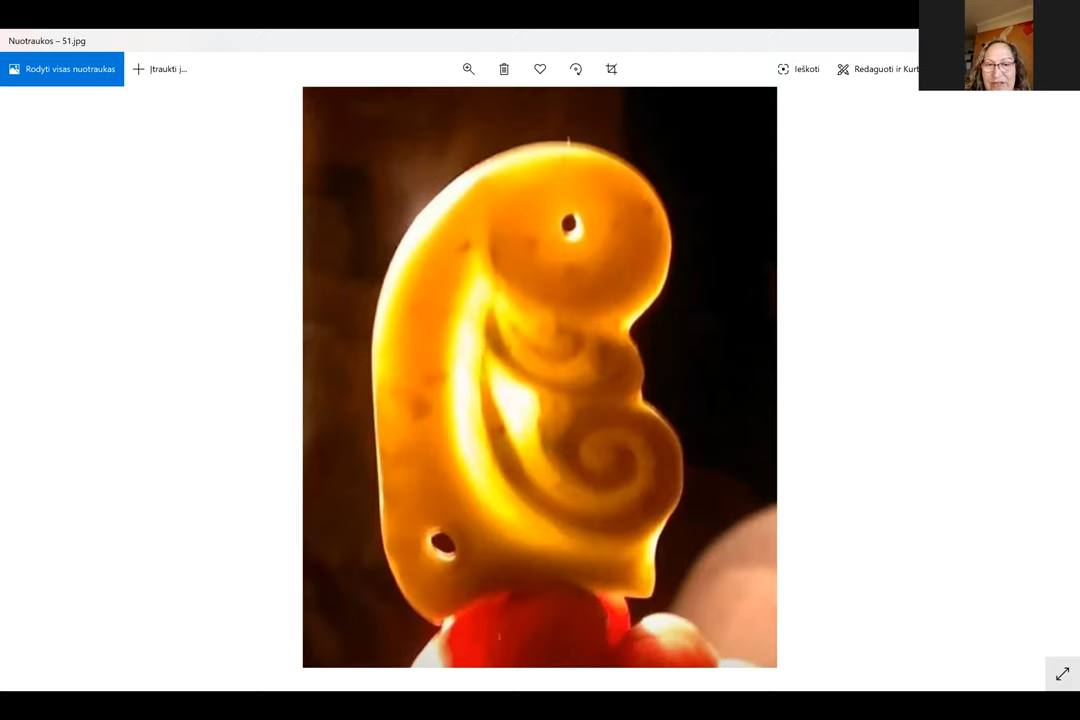 Nuotraukos – 51.jpg
Rodyti visas nuotraukas
Įtraukti į...
Ieškoti
Redaguoti ir Kurt